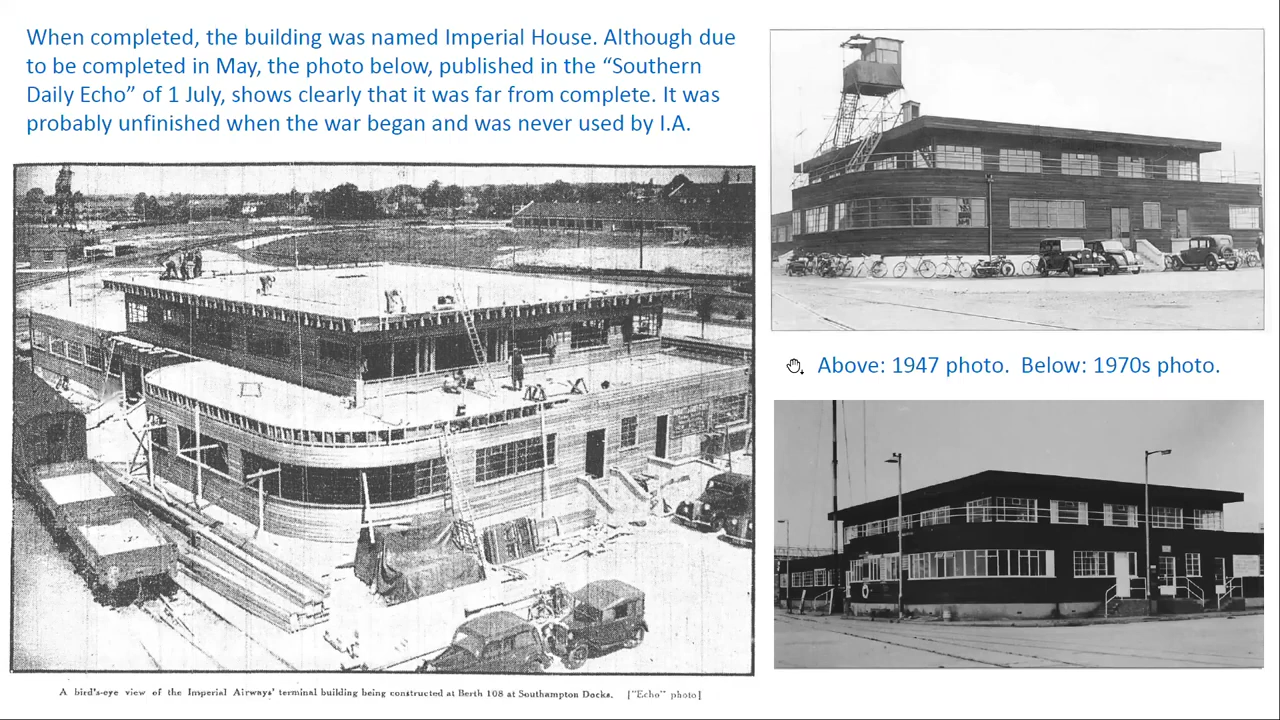 When completed, the building was named Imperial House. Although due
to be completed in May, the photo below, published in the “Southern
Daily Echo” of 1 July, shows clearly that it was far from complete. It was
probably unfinished when the war began and was never used by I.A.
Above: 1947 photo.  Below: 1970s photo.
A bird's-eye view of the Imperial Airways' terminal building being constructed at Berth 108 at Southampton Docks. ["Echo" photo]